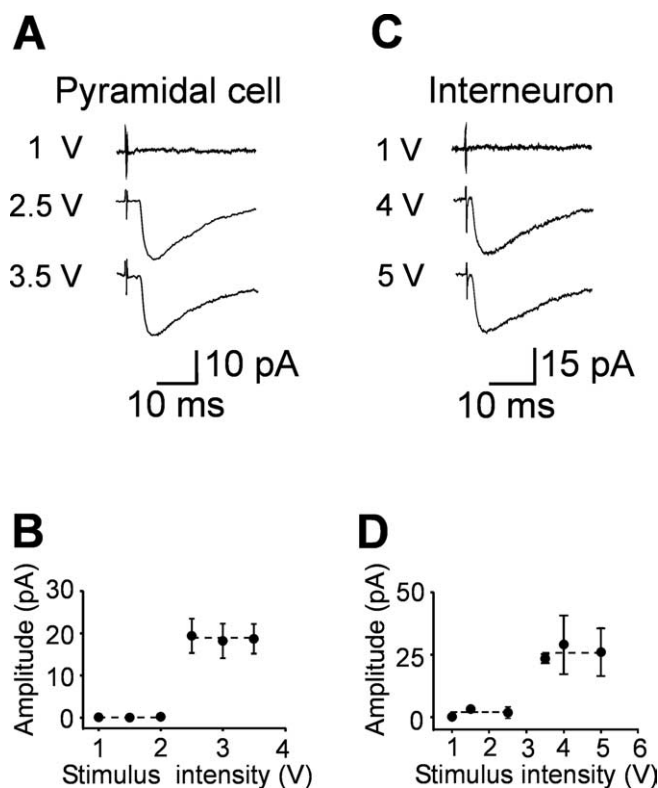 A
Pyramidal cell
1 V
2.5 V
3.5 V
10 pA
10 ms
C
Interneuron
1 V
4 V
5 V
15 pA
10 ms
B
Amplitude (pA)
30
20
10
0
1 2 3 4
Stimulus intensity (V)
D
Amplitude (pA)
50
25
0
1 2 3 4 5 6
Stimulus intensity (V)